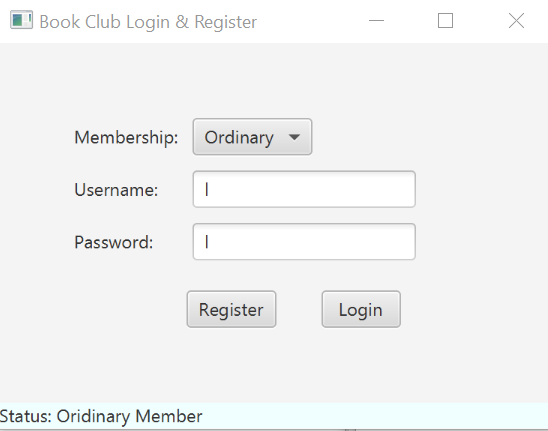 Book Club Login & Register
Membership: Ordinary
Username: |
Password: |
Register Login
Status: Oridinary Member